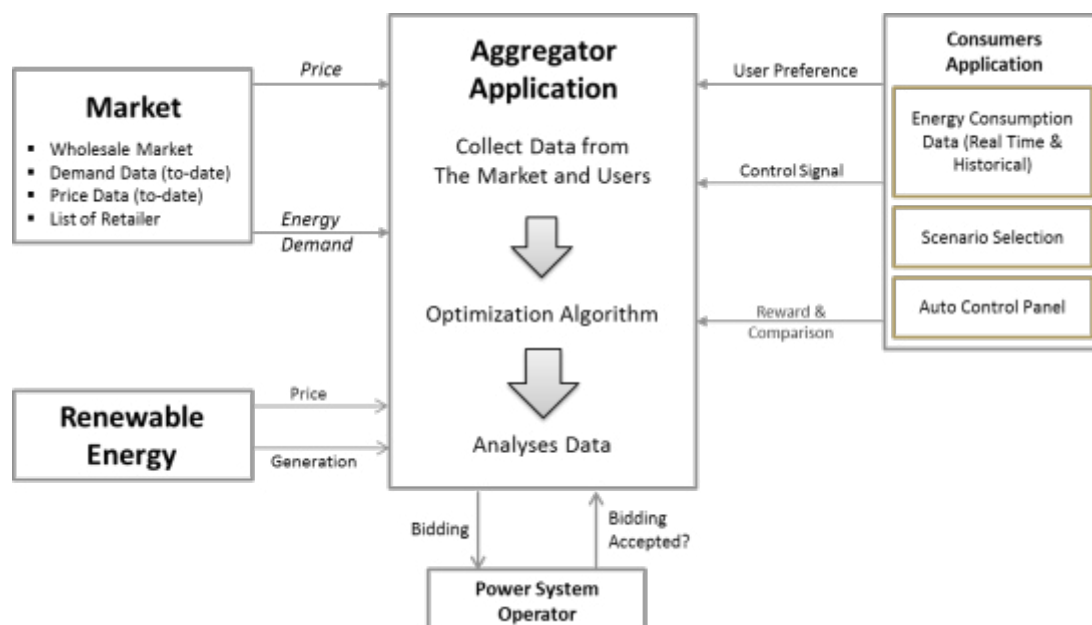 Market
▪ Wholesale Market
▪ Demand Data (to-date)
▪ Price Data (to-date)
▪ List of Retailer
Price
Energy
Demand
Renewable
Energy
Price
Generation
Aggregator
Application
Collect Data from
The Market and Users
Optimization Algorithm
Analyses Data
User Preference
Control Signal
Reward &
Comparison
Consumers
Application
Energy Consumption
Data (Real Time &
Historical)
Scenario Selection
Auto Control Panel
Bidding
Bidding
Accepted?
Power System
Operator